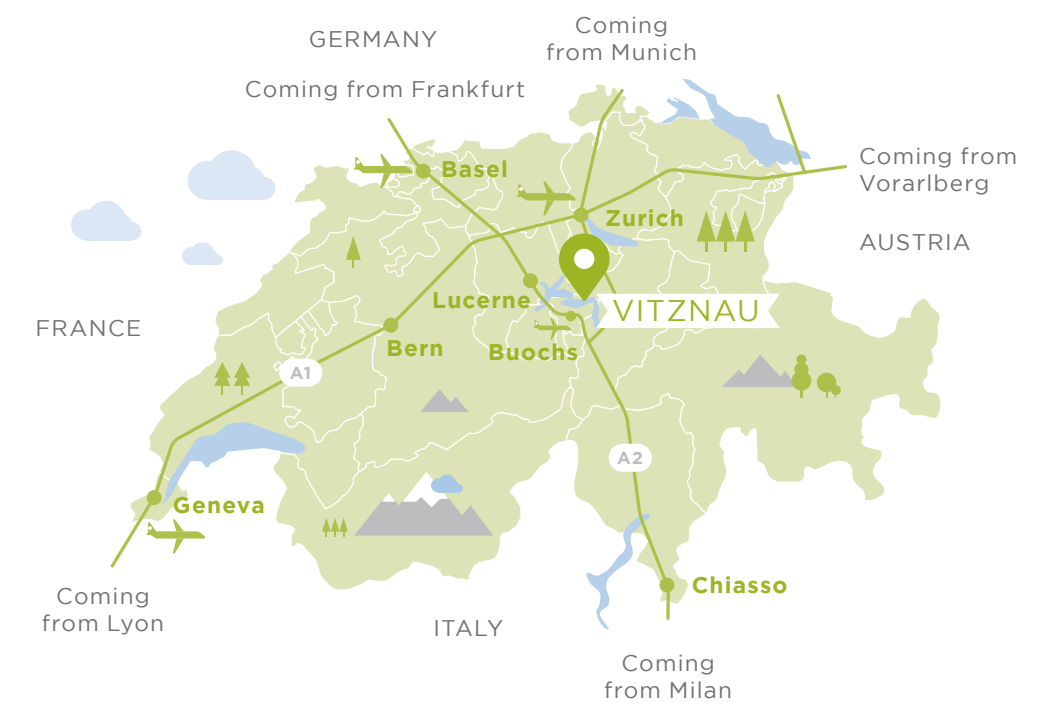 GERMANY
Coming
from Munich
Coming from Frankfurt
Coming from
Vorarlberg
Basel
Zurich
AUSTRIA
Lucerne
VITZNAU
FRANCE
Bern
Buochs
A1
A2
Geneva
Chiasso
Coming
from Lyon
ITALY
Coming
from Milan